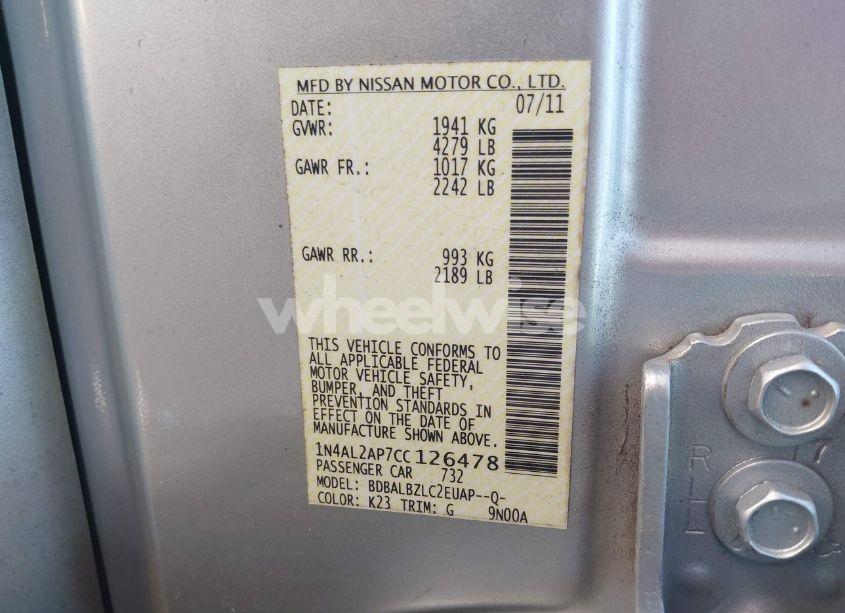 MFD BY NISSAN MOTOR CO., LTD.
DATE: 07/11
GVWR: 1941 KG
4279 LB
GAWR FR.: 1017 KG
2242 LB
GAWR RR.: 993 KG
2189 LB
wheelwise
THIS VEHICLE CONFORMS TO
ALL APPLICABLE FEDERAL
MOTOR VEHICLE SAFETY,
BUMPER, AND THEFT
PREVENTION STANDARDS IN
EFFECT ON THE DATE OF
MANUFACTURE SHOWN ABOVE.
1N4AL2AP7CC126478
PASSENGER CAR 732
MODEL: BDBALBZLC2EUAP--Q-
COLOR: K23 TRIM: G 9N00A